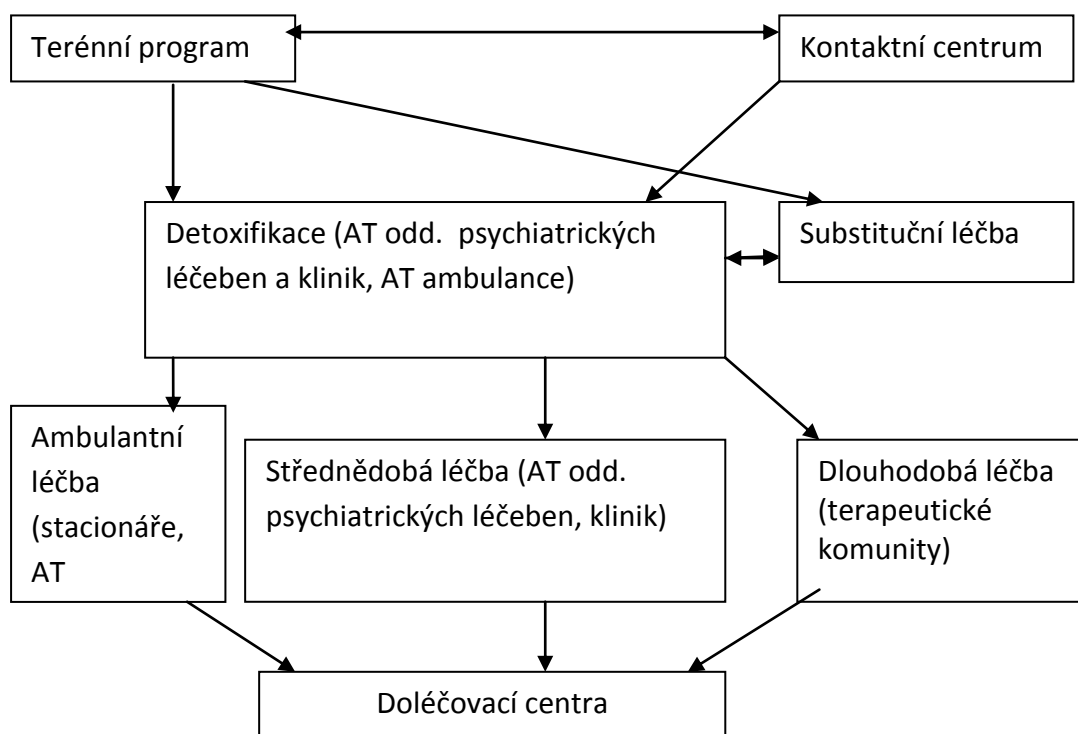 Terénní program
Kontaktní centrum
Detoxifikace (AT odd.  psychiatrických
léčeben a klinik, AT ambulance)
Substituční léčba
Ambulantní
léčba
(stacionáře,
AT
Střednědobá léčba (AT odd.
psychiatrických léčeben, klinik)
Dlouhodobá léčba
(terapeutické
komunity)
Doléčovací centra